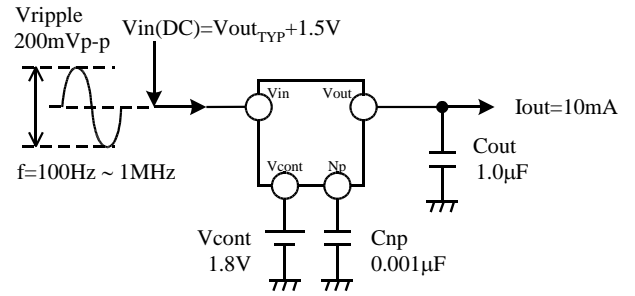 Vripple
200mVp-p
Vin(DC)=VoutTYP+1.5V
Vin
Vout
Iout=10mA
f=100Hz ~ 1MHz
Vcont
Np
Cout
1.0µF
Vcont
1.8V
Cnp
0.001µF